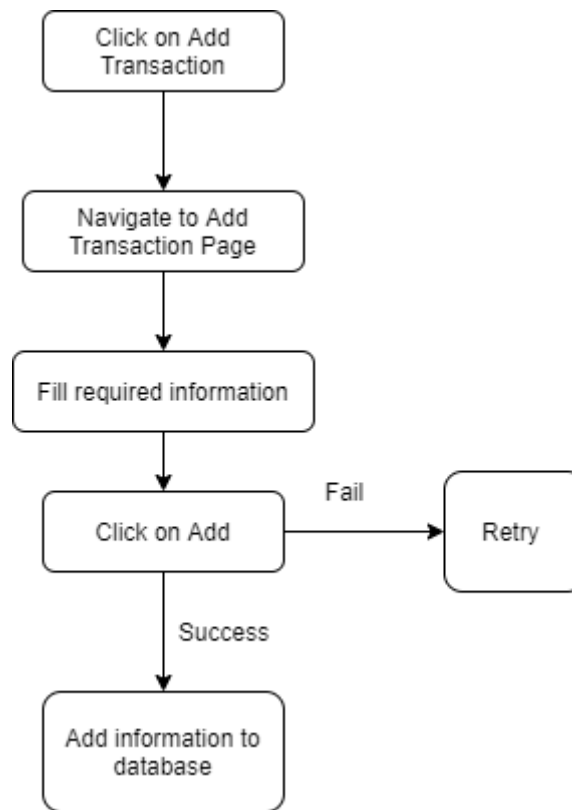 Click on Add
Transaction
Navigate to Add
Transaction Page
Fill required information
Click on Add
Fail
Retry
Success
Add information to
database